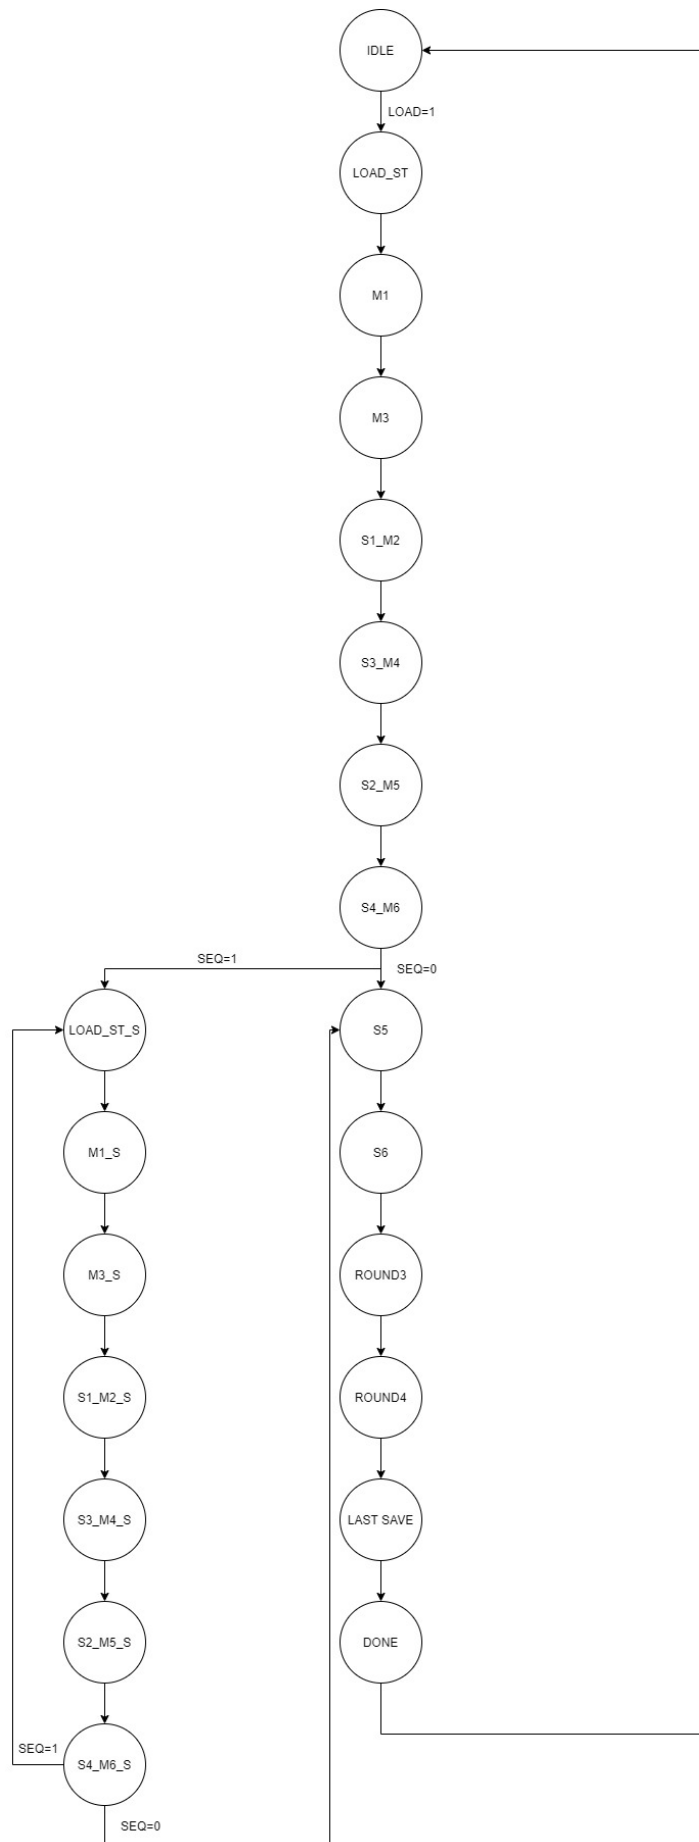 IDLE
LOAD=1
LOAD_ST
M1
M3
S1_M2
S3_M4
S2_M5
S4_M6
SEQ=1
SEQ=0
LOAD_ST_S
S5
M1_S
S6
M3_S
ROUND3
S1_M2_S
ROUND4
S3_M4_S
LAST SAVE
S2_M5_S
DONE
SEQ=1
S4_M6_S
SEQ=0